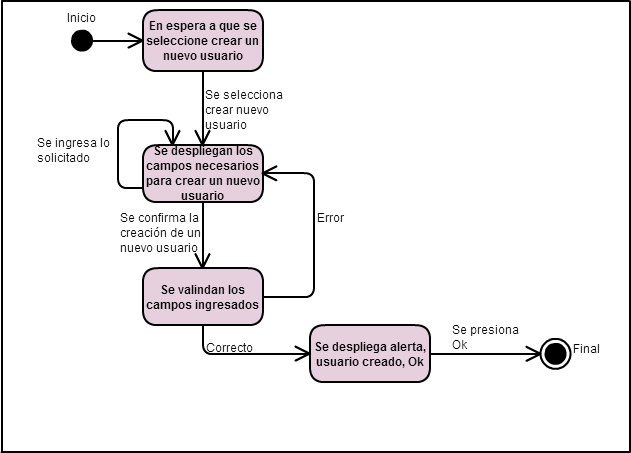 Inicio
En espera a que se
seleccione crear un
nuevo usuario
Se selecciona
crear nuevo
usuario
Se ingresa lo
solicitado
Se despliegan los
campos necesarios
para crear un nuevo
usuario
Se confirma la
creación de un
nuevo usuario
Error
Se valindan los
campos ingresados
Correcto
Se despliega alerta,
usuario creado, Ok
Se presiona
Ok
Final